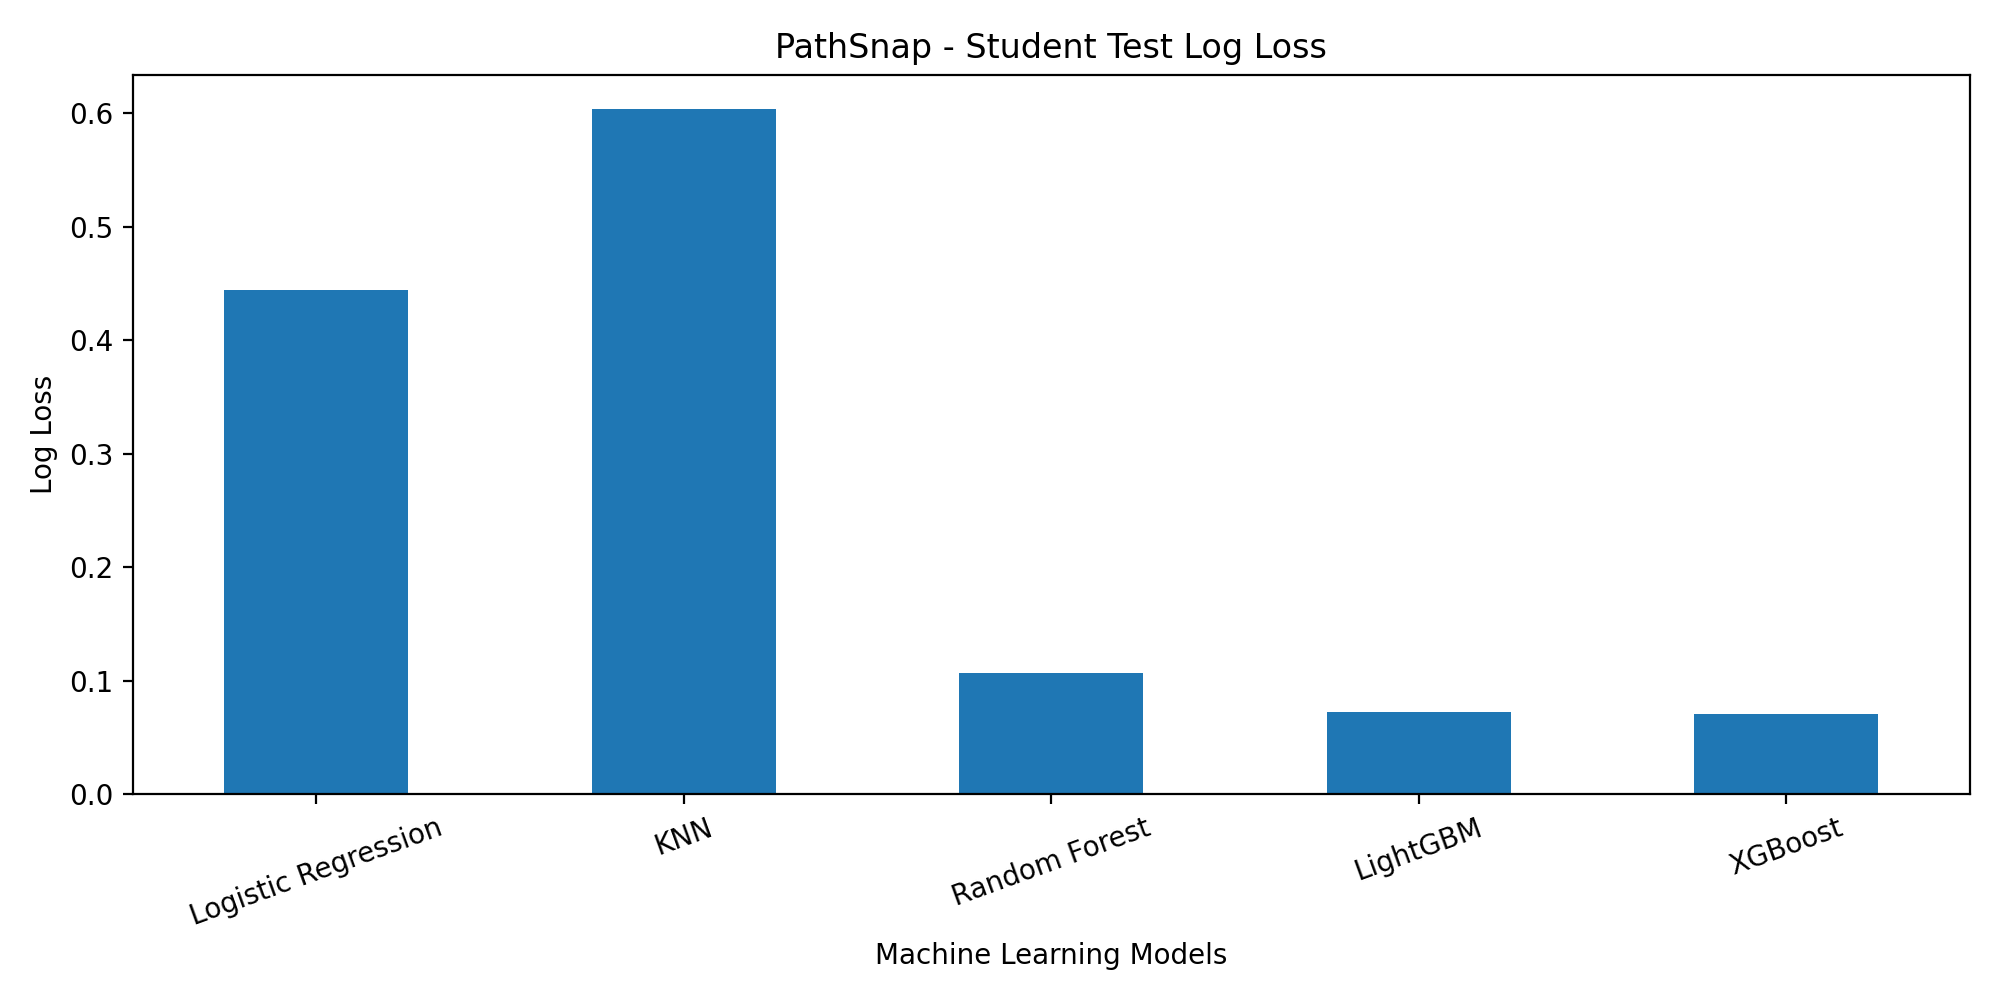 PathSnap - Student Test Log Loss
Log Loss
0.6
0.5
0.4
0.3
0.2
0.1
0.0
Logistic Regression
KNN
Random Forest
LightGBM
XGBoost
Machine Learning Models